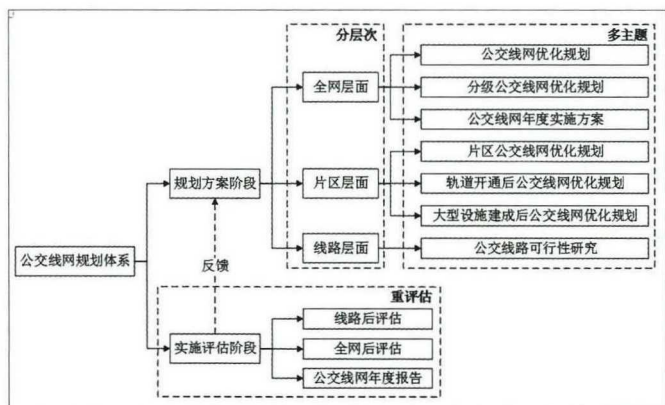 分层次
多主题
公交线网优化规划
全网层面
分级公交线网优化规划
公交线网年度实施方案
片区公交线网优化规划
规划方案阶段
片区层面
轨道开通后公交线网优化规划
大型设施建成后公交线网优化规划
线路层面
公交线路可行性研究
公交线网规划体系
反馈
重评估
线路后评估
实施评估阶段
全网后评估
公交线网年度报告